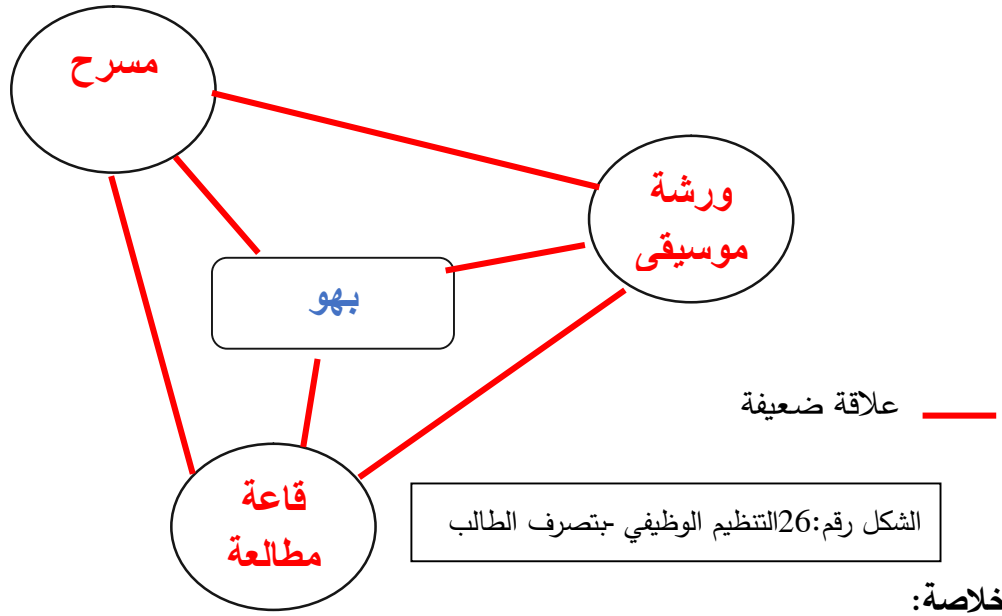 مسرح
ورشة
موسيقى
بهو
علاقة ضعيفة
قاعة
مطالعة
الشكل رقم:26التنظيم الوظيفي -بتصرف الطالب
خلاصة: